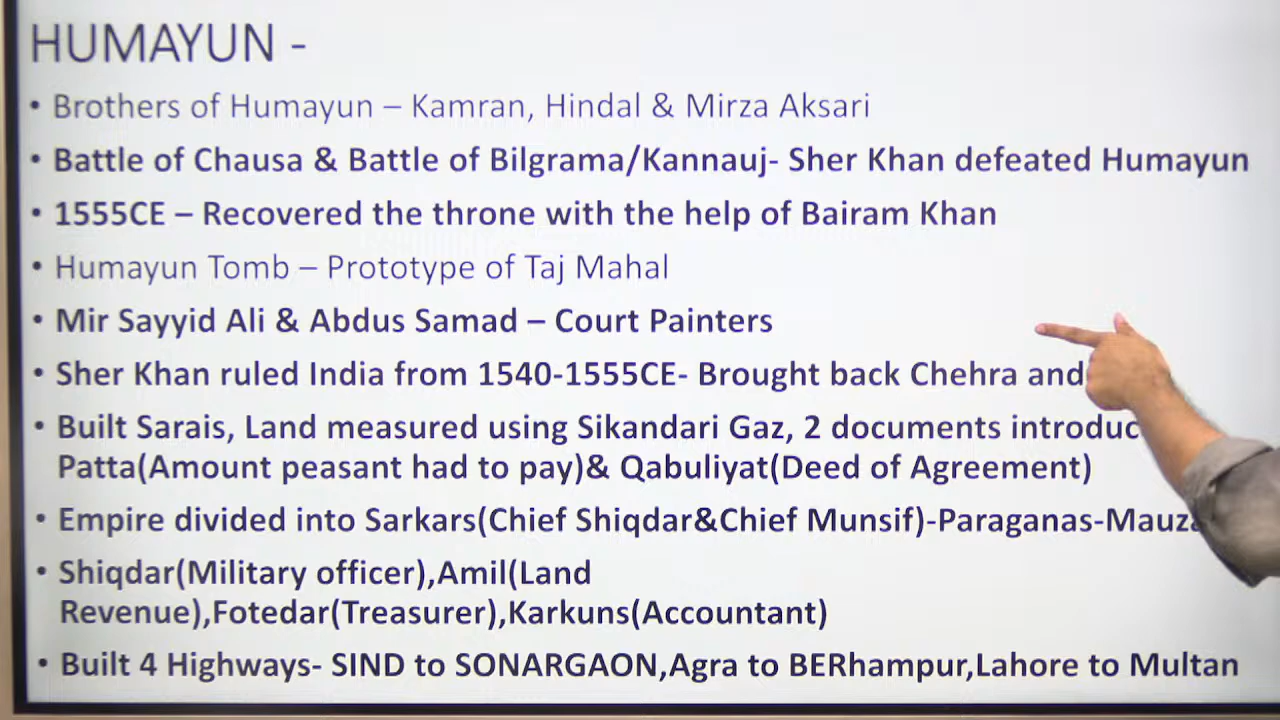 HUMAYUN -
• Brothers of Humayun – Kamran, Hindal & Mirza Aksari
• Battle of Chausa & Battle of Bilgrama/Kannauj- Sher Khan defeated Humayun
• 1555CE – Recovered the throne with the help of Bairam Khan
• Humayun Tomb – Prototype of Taj Mahal
• Mir Sayyid Ali & Abdus Samad – Court Painters
• Sher Khan ruled India from 1540-1555CE- Brought back Chehra and
• Built Sarais, Land measured using Sikandari Gaz, 2 documents introduc
Patta(Amount peasant had to pay)& Qabuliyat(Deed of Agreement)
• Empire divided into Sarkars(Chief Shiqdar&Chief Munsif)-Paraganas-Mauza
• Shiqdar(Military officer),Amil(Land
Revenue),Fotedar(Treasurer),Karkuns(Accountant)
• Built 4 Highways- SIND to SONARGAON,Agra to BERhampur,Lahore to Multan